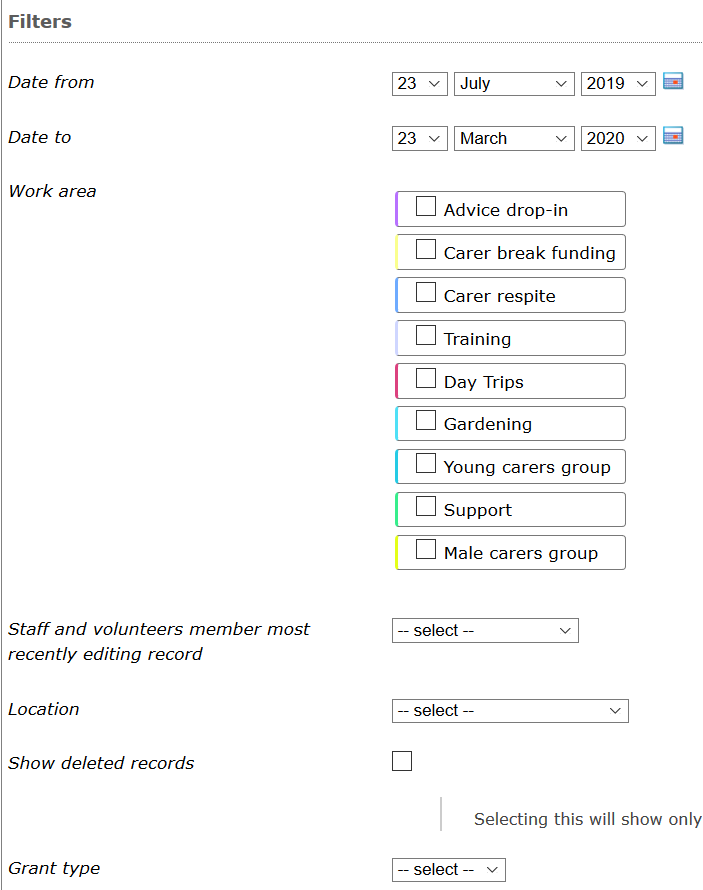 Filters
Date from 23 July 2019
Date to 23 March 2020
Work area
Advice drop-in
Carer break funding
Carer respite
Training
Day Trips
Gardening
Young carers group
Support
Male carers group
Staff and volunteers member most -- select --
recently editing record
Location -- select --
Show deleted records
Selecting this will show only
Grant type -- select --